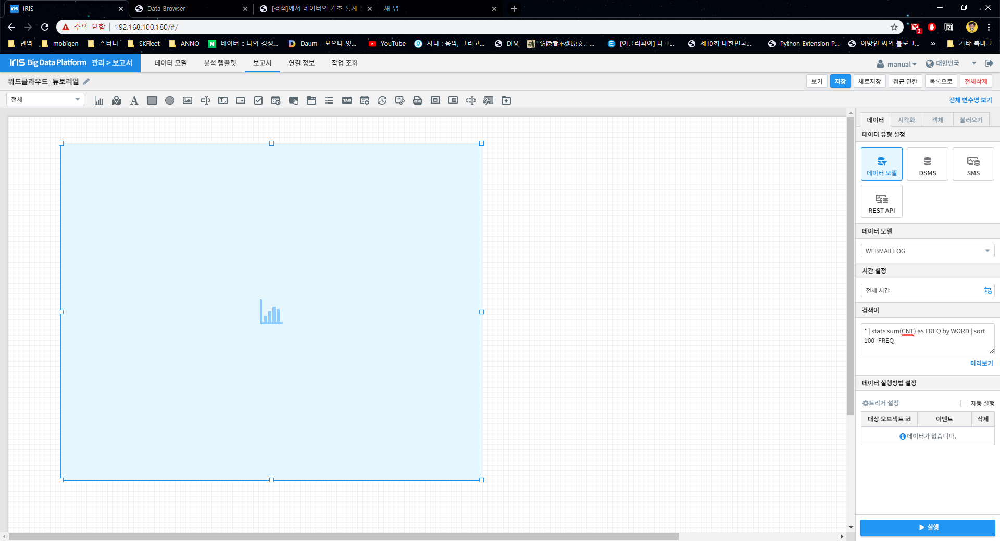 IRIS
Data Browser
[검색]에서 데이터의 기초 통계 분
새 탭
주의 요함
192.168.100.180/#/
3
번역
mobigen
스터디
SKFleet
ANNO
네이버 :: 나의 경쟁...
Daum - 모으다 잇...
YouTube
지니 : 음악, 그리고...
DIM
访隐者不遇原文、...
[이클리피아] 다크...
제10회 대한민국...
Python Extension P...
이방인 씨의 블로그...
»
기타 북마크
IRIS Big Data Platform 관리 > 보고서
데이터 모델
분석 템플릿
보고서
연결 정보
작업 조회
manual
대한민국
워드클라우드_튜토리얼
보기
저장
새로저장
접근 권한
목록으로
전체삭제
전체
TAG
전체 변수명 보기
데이터
시각화
객체
불러오기
데이터 유형 설정
데이터 모델
DSMS
SMS
REST API
데이터 모델
WEBMAILLOG
시간 설정
전체 시간
검색어
* | stats sum(CNT) as FREQ by WORD | sort
100 -FREQ
미리보기
데이터 실행방법 설정
트리거 설정
자동 실행
대상 오브젝트 id
이벤트
삭제
데이터가 없습니다.
실행